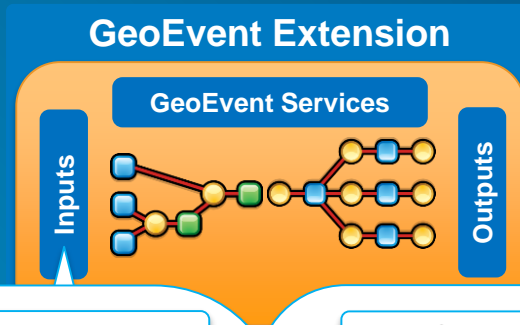 GeoEvent Extension
GeoEvent Services
Inputs
Outputs